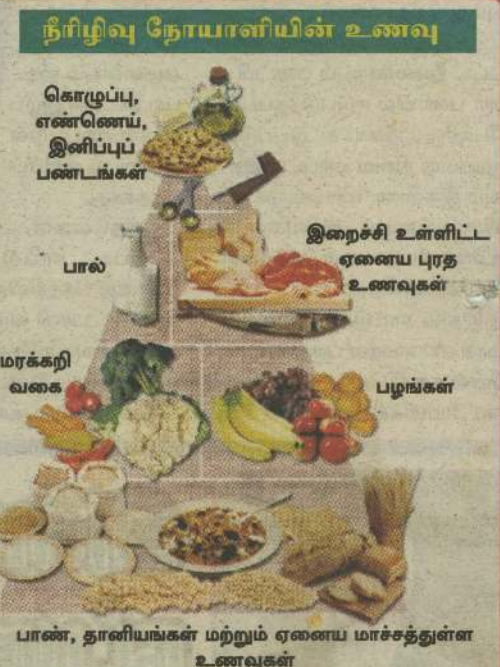 நீரிழிவு நோயாளியின் உணவு
கொழுப்பு,
எண்ணெய்,
இனிப்புப்
பண்டங்கள்
பால்
இறைச்சி உள்ளிட்ட
ஏனைய புரத
உணவுகள்
மரக்கறி
வகை
பழங்கள்
பாண், தானியங்கள் மற்றும் ஏனைய மாச்சத்துள்ள
உணவுகள்